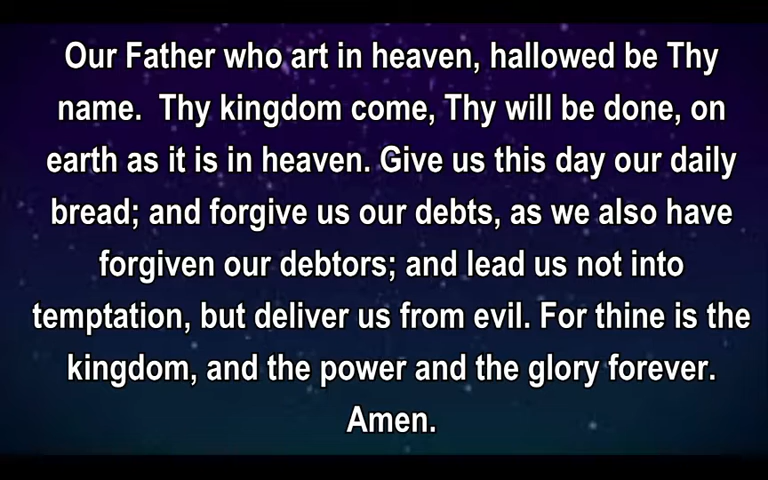 Our Father who art in heaven, hallowed be Thy
name.  Thy kingdom come, Thy will be done, on
earth as it is in heaven. Give us this day our daily
bread; and forgive us our debts, as we also have
forgiven our debtors; and lead us not into
temptation, but deliver us from evil. For thine is the
kingdom, and the power and the glory forever.
Amen.